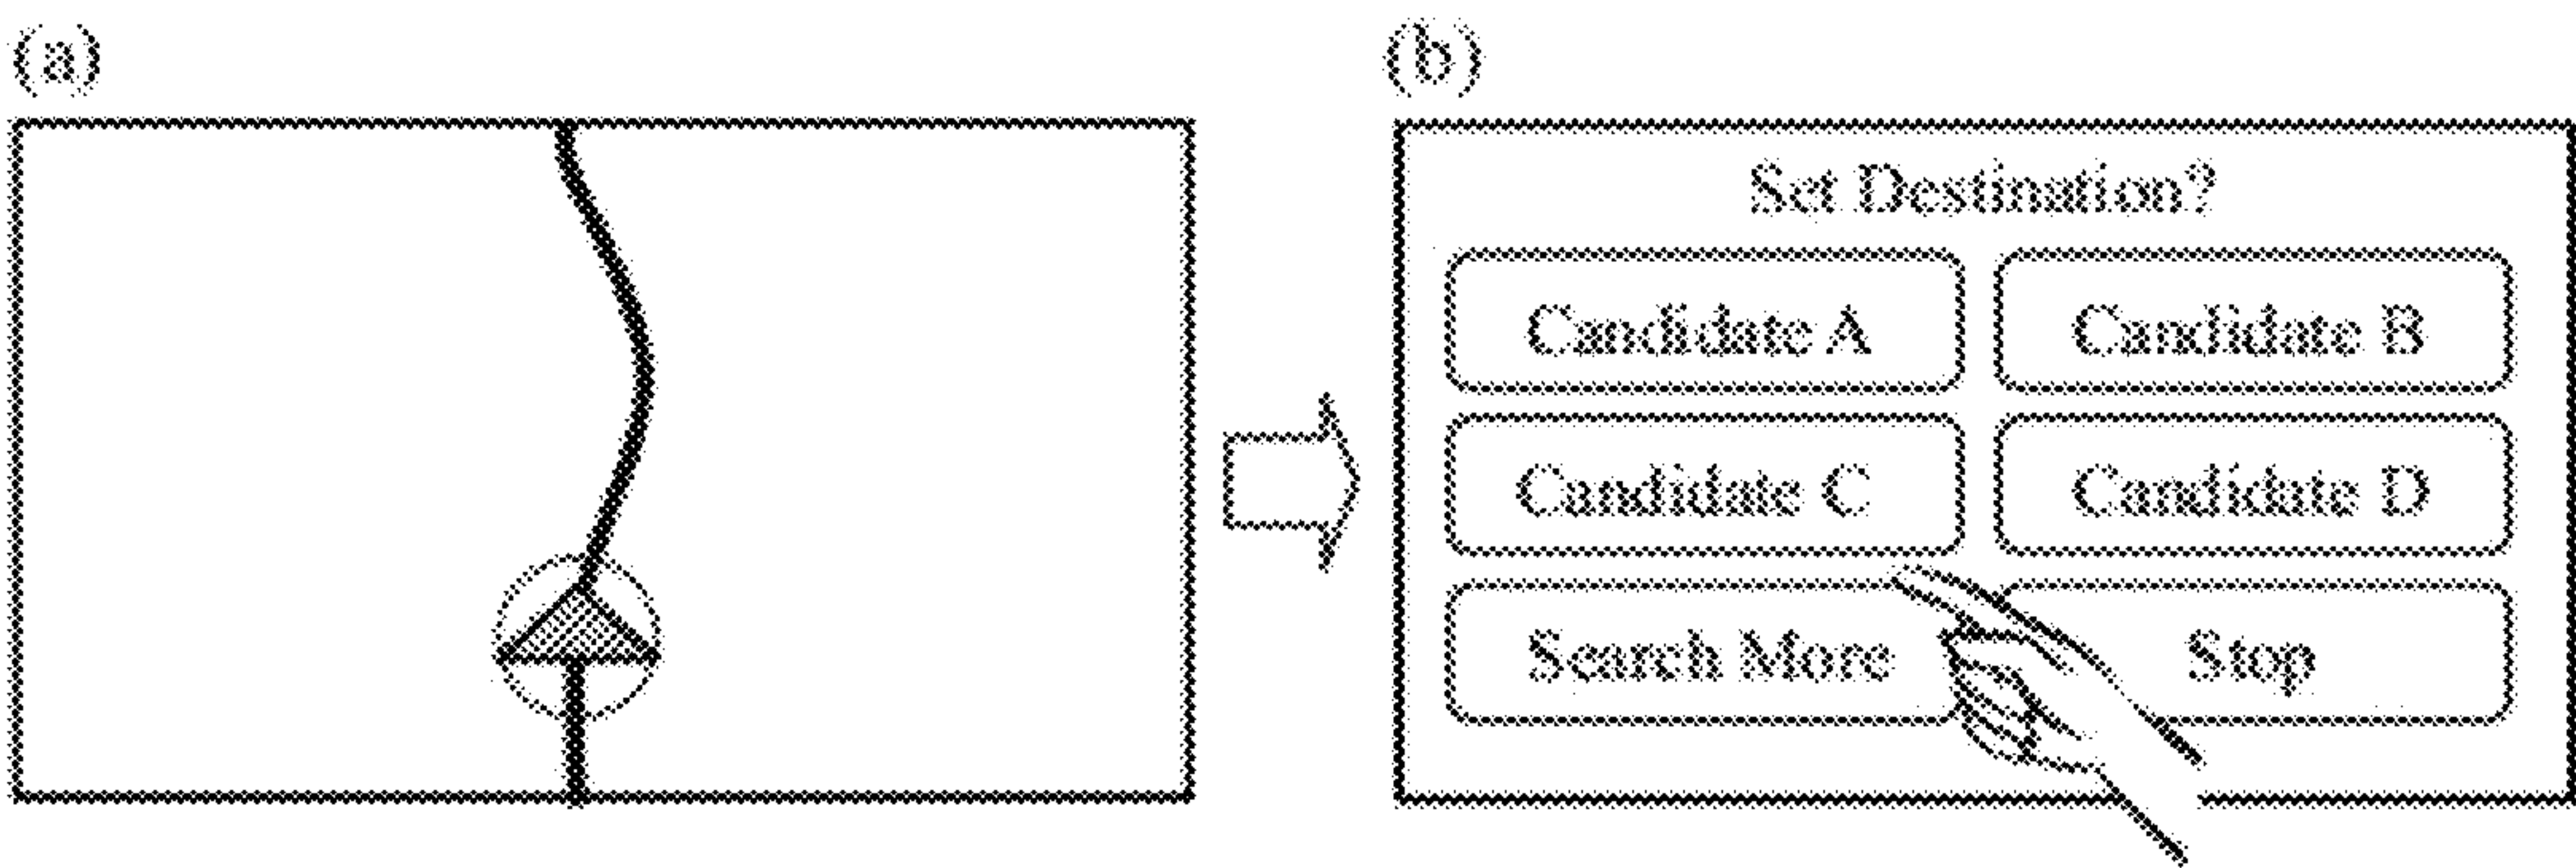 (a)
(b)
Set Destination?
Candidate A
Candidate B
Candidate C
Candidate D
Search More
Stop